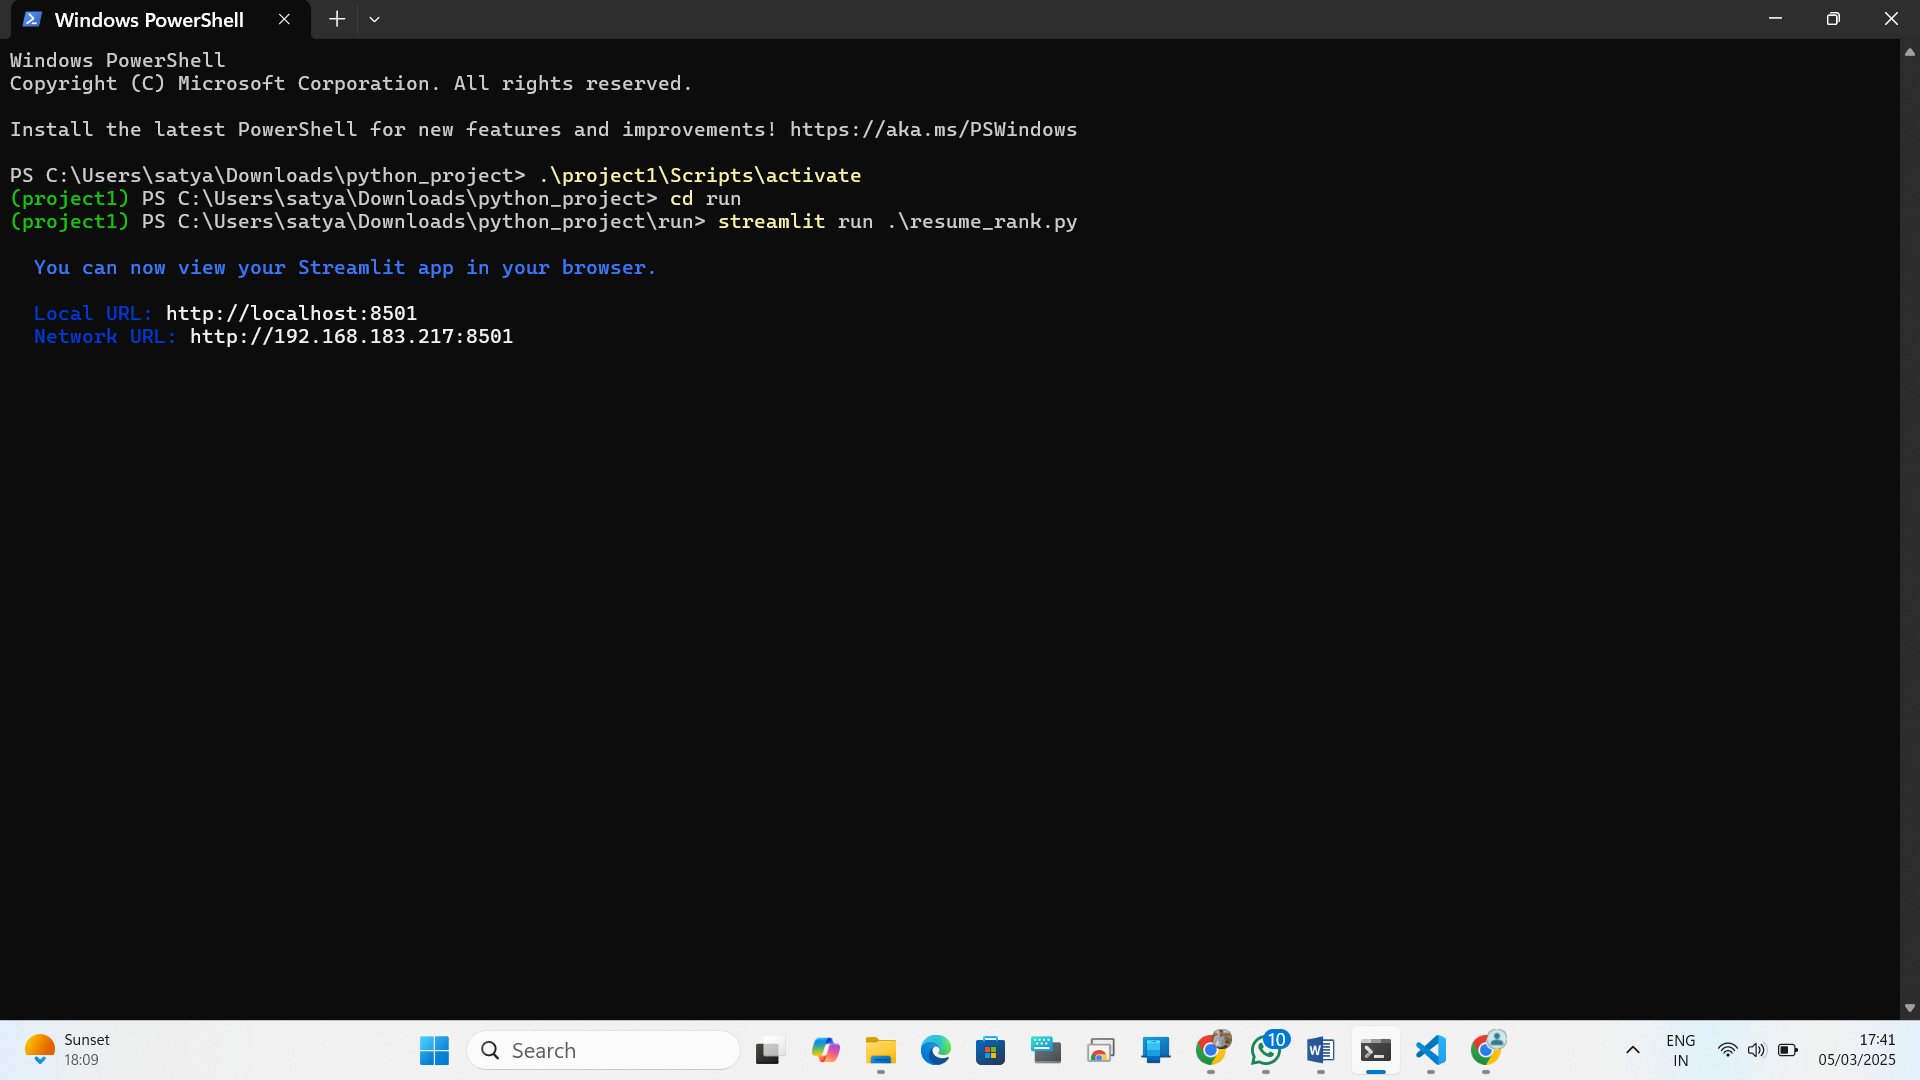 Windows PowerShell
Windows PowerShell
Copyright (C) Microsoft Corporation. All rights reserved.
Install the latest PowerShell for new features and improvements! https://aka.ms/PSWindows
PS C:\Users\satya\Downloads\python_project> .\project1\Scripts\activate
(project1) PS C:\Users\satya\Downloads\python_project> cd run
(project1) PS C:\Users\satya\Downloads\python_project\run> streamlit run .\resume_rank.py
You can now view your Streamlit app in your browser.
Local URL: http://localhost:8501
Network URL: http://192.168.183.217:8501
Sunset
18:09
Search
10
W
ENG
IN
17:41
05/03/2025